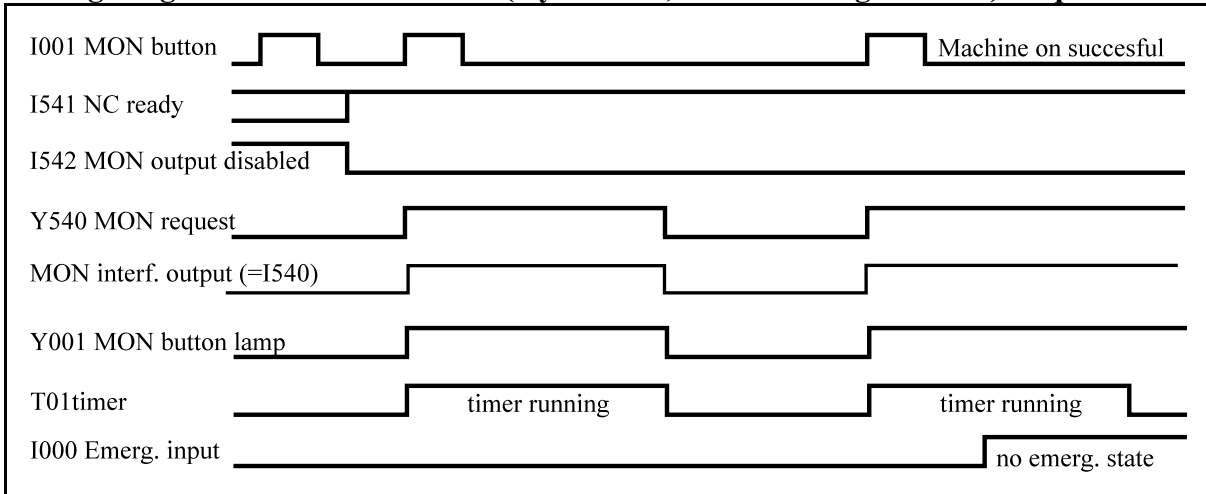 I001 MON button
Machine on succesful
I541 NC ready
I542 MON output disabled
Y540 MON request
MON interf. output (=I540)
Y001 MON button lamp
T01timer
timer running
timer running
I000 Emerg. input
no emerg. state